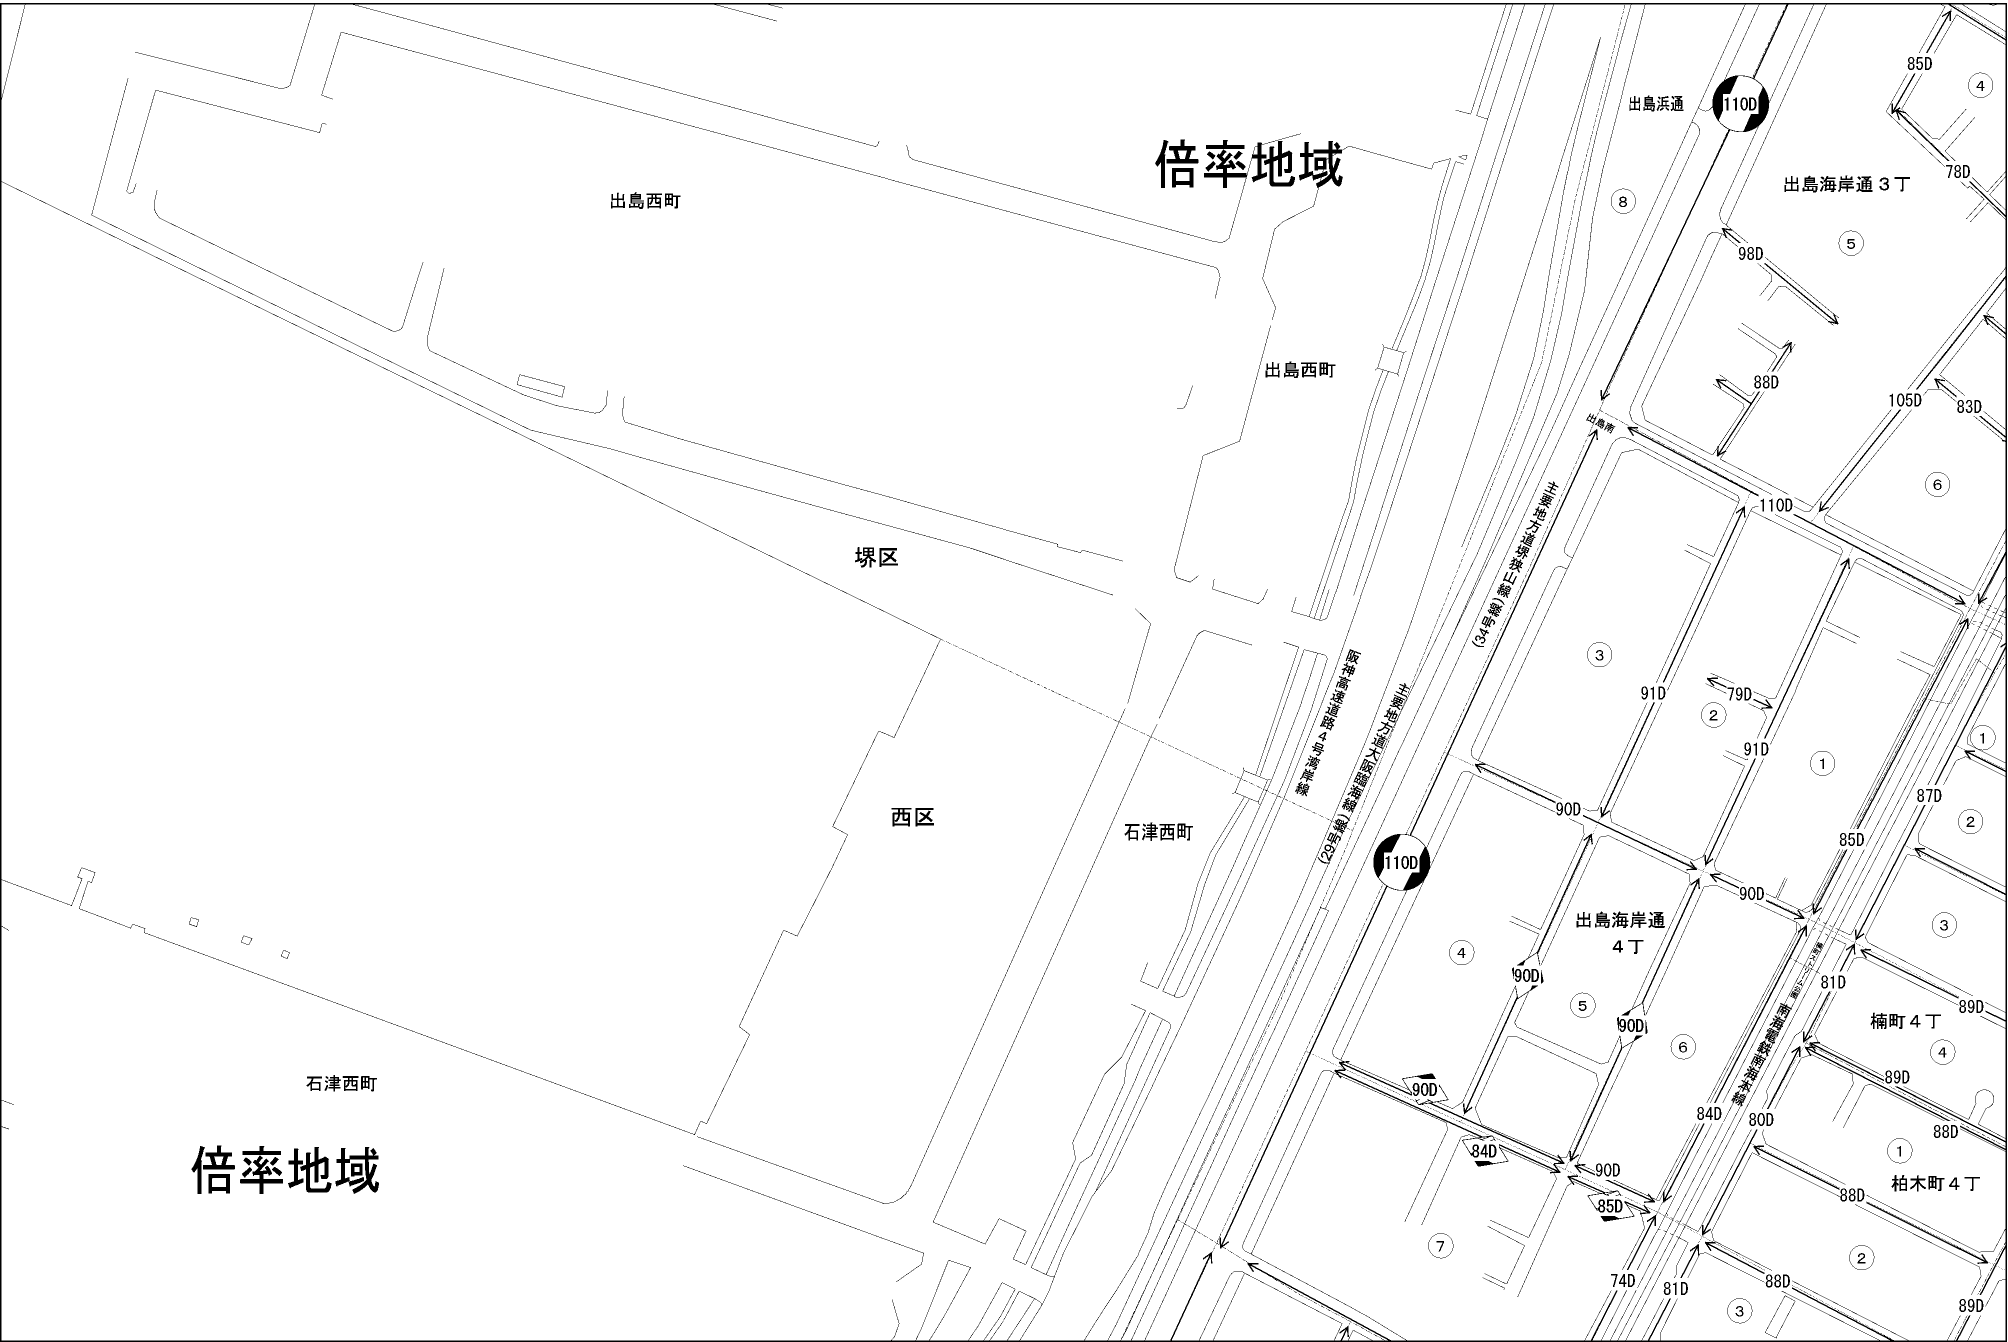 85D
4
出島浜通
110D
倍率地域
78D
出島海岸通３丁
出島西町
8
5
98D
出島西町
88D
105D
83D
出島南
6
110D
主要地方道堺狭山線
(34号線)
堺区
3
91D
79D
2
91D
1
1
阪神高速道路４号湾岸線
主要地方道大阪臨海線
(29号線)
87D
90D
西区
石津西町
2
85D
110D
90D
出島海岸通
４丁
3
4
90D
81D
5
89D
90D
楠町４丁
6
4
南海電鉄南海本線
石津西町
89D
90D
84D
80D
88D
84D
1
倍率地域
90D
柏木町４丁
88D
85D
7
2
74D
81D
88D
3
89D